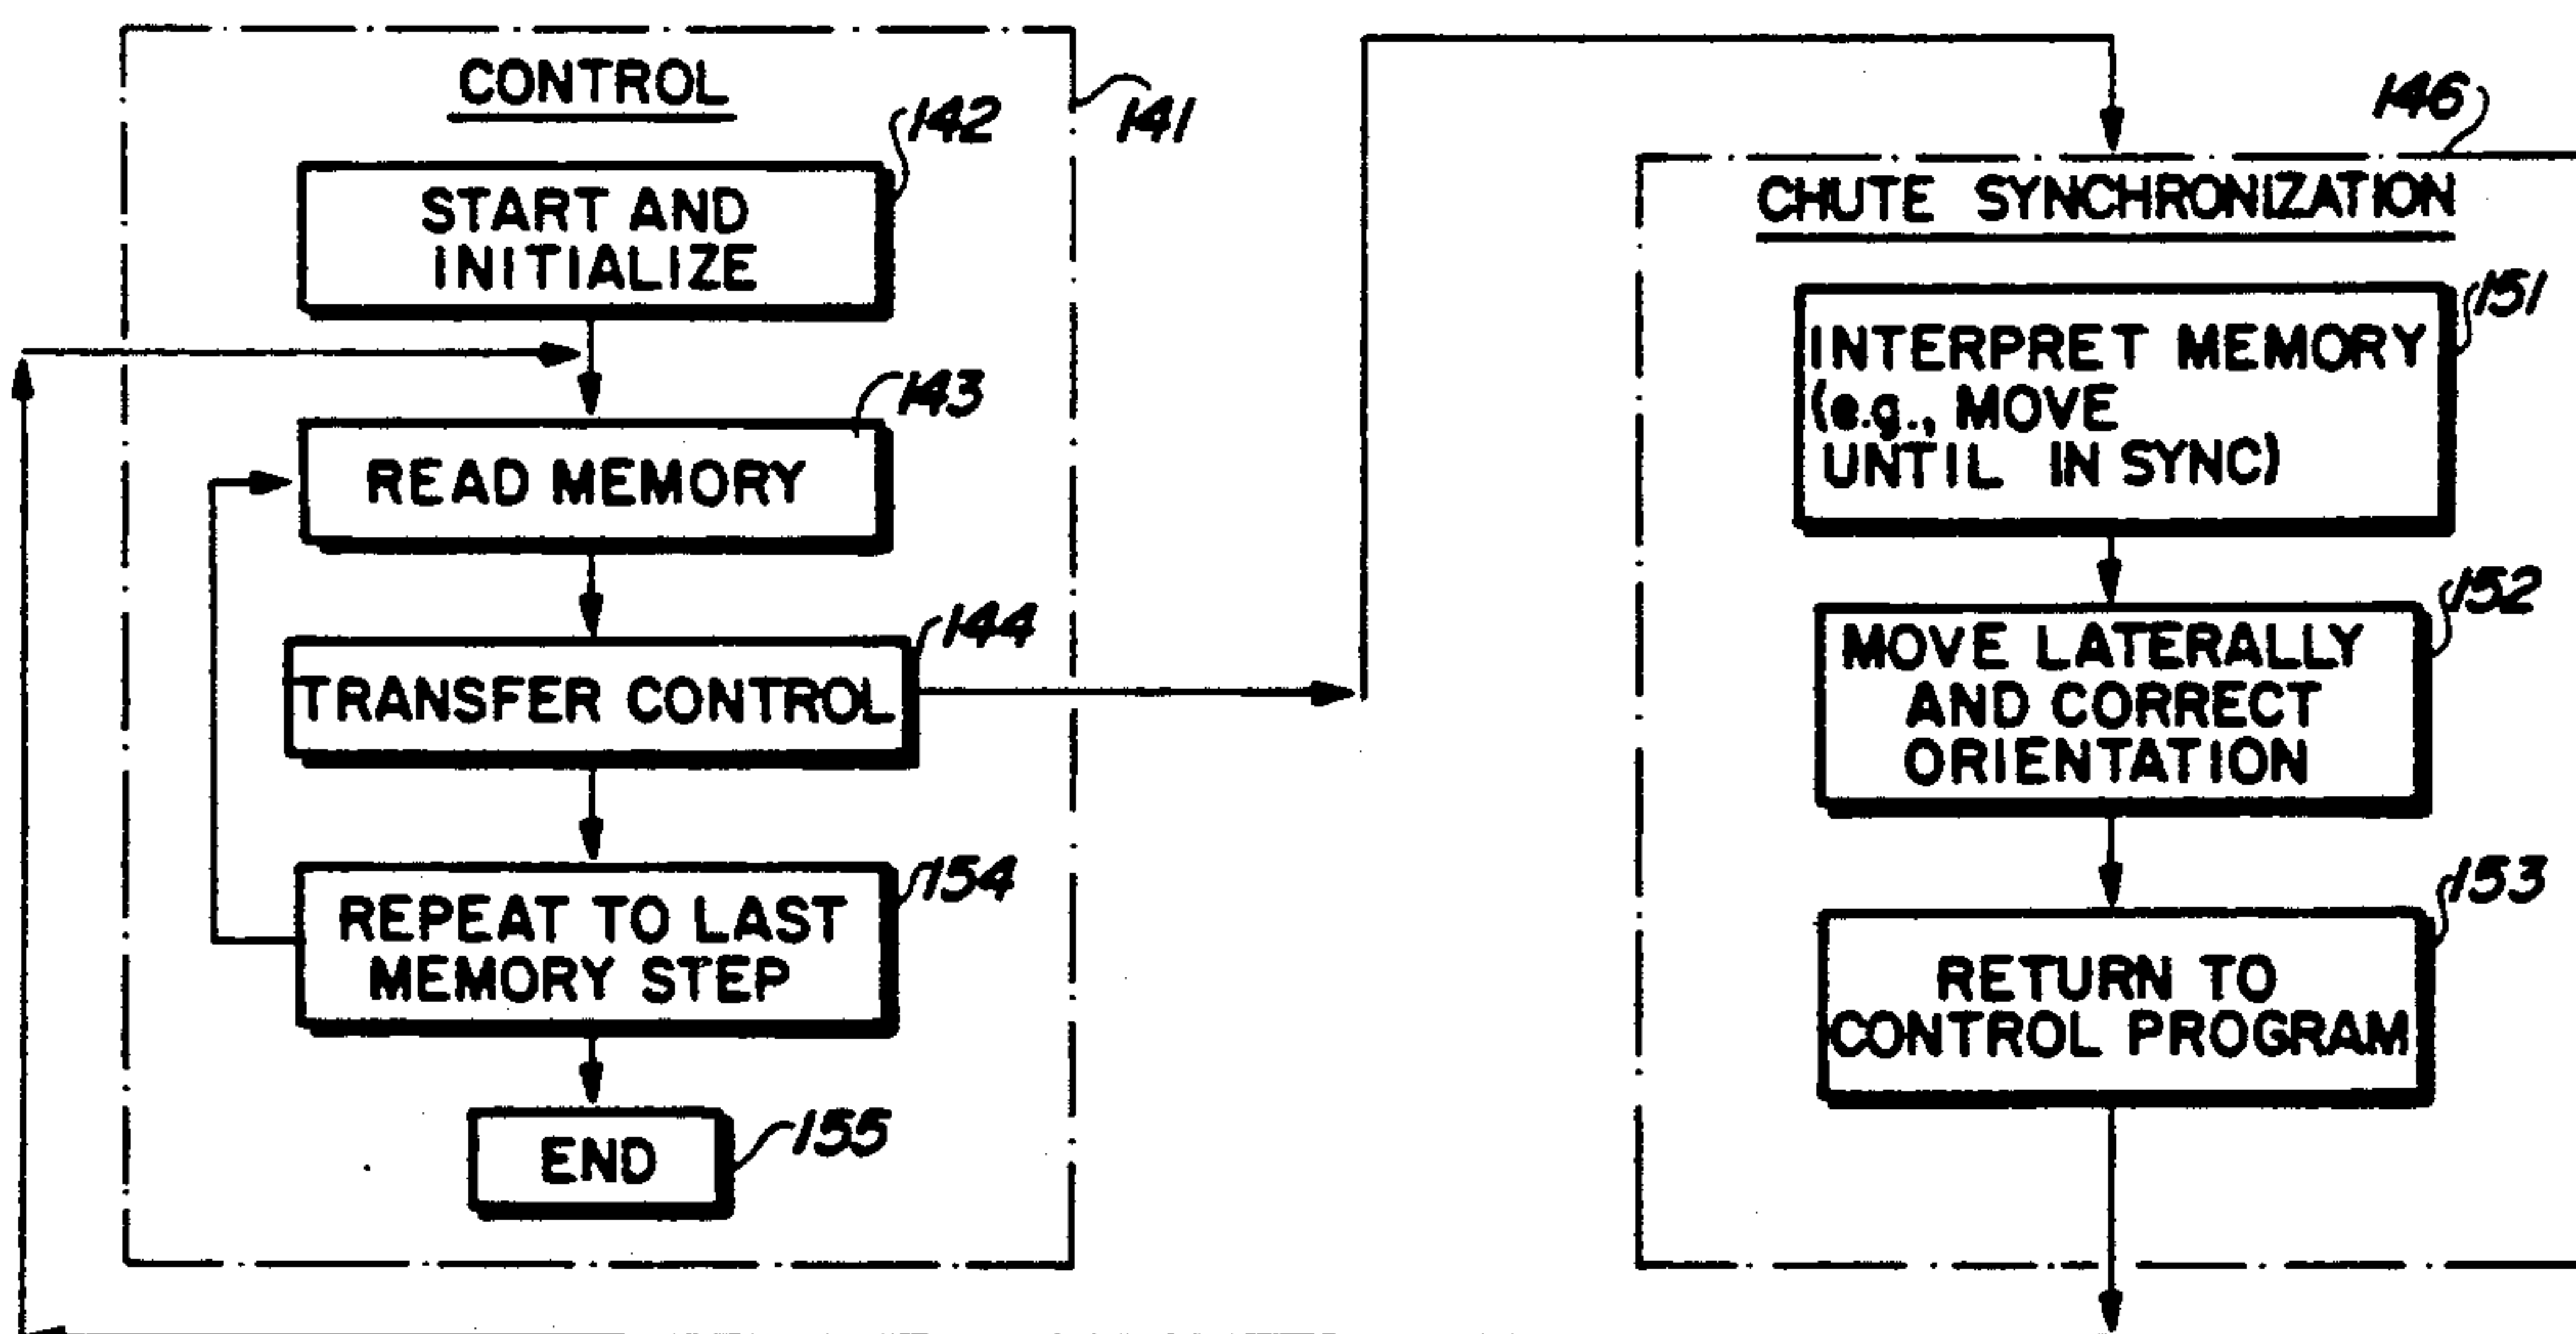 CONTROL
141
142
START AND
INITIALIZE
143
READ MEMORY
144
TRANSFER CONTROL
154
REPEAT TO LAST
MEMORY STEP
155
END
146
CHUTE SYNCHRONIZATION
151
INTERPRET MEMORY
(e.g., MOVE
UNTIL IN SYNC)
152
MOVE LATERALLY
AND CORRECT
ORIENTATION
153
RETURN TO
CONTROL PROGRAM